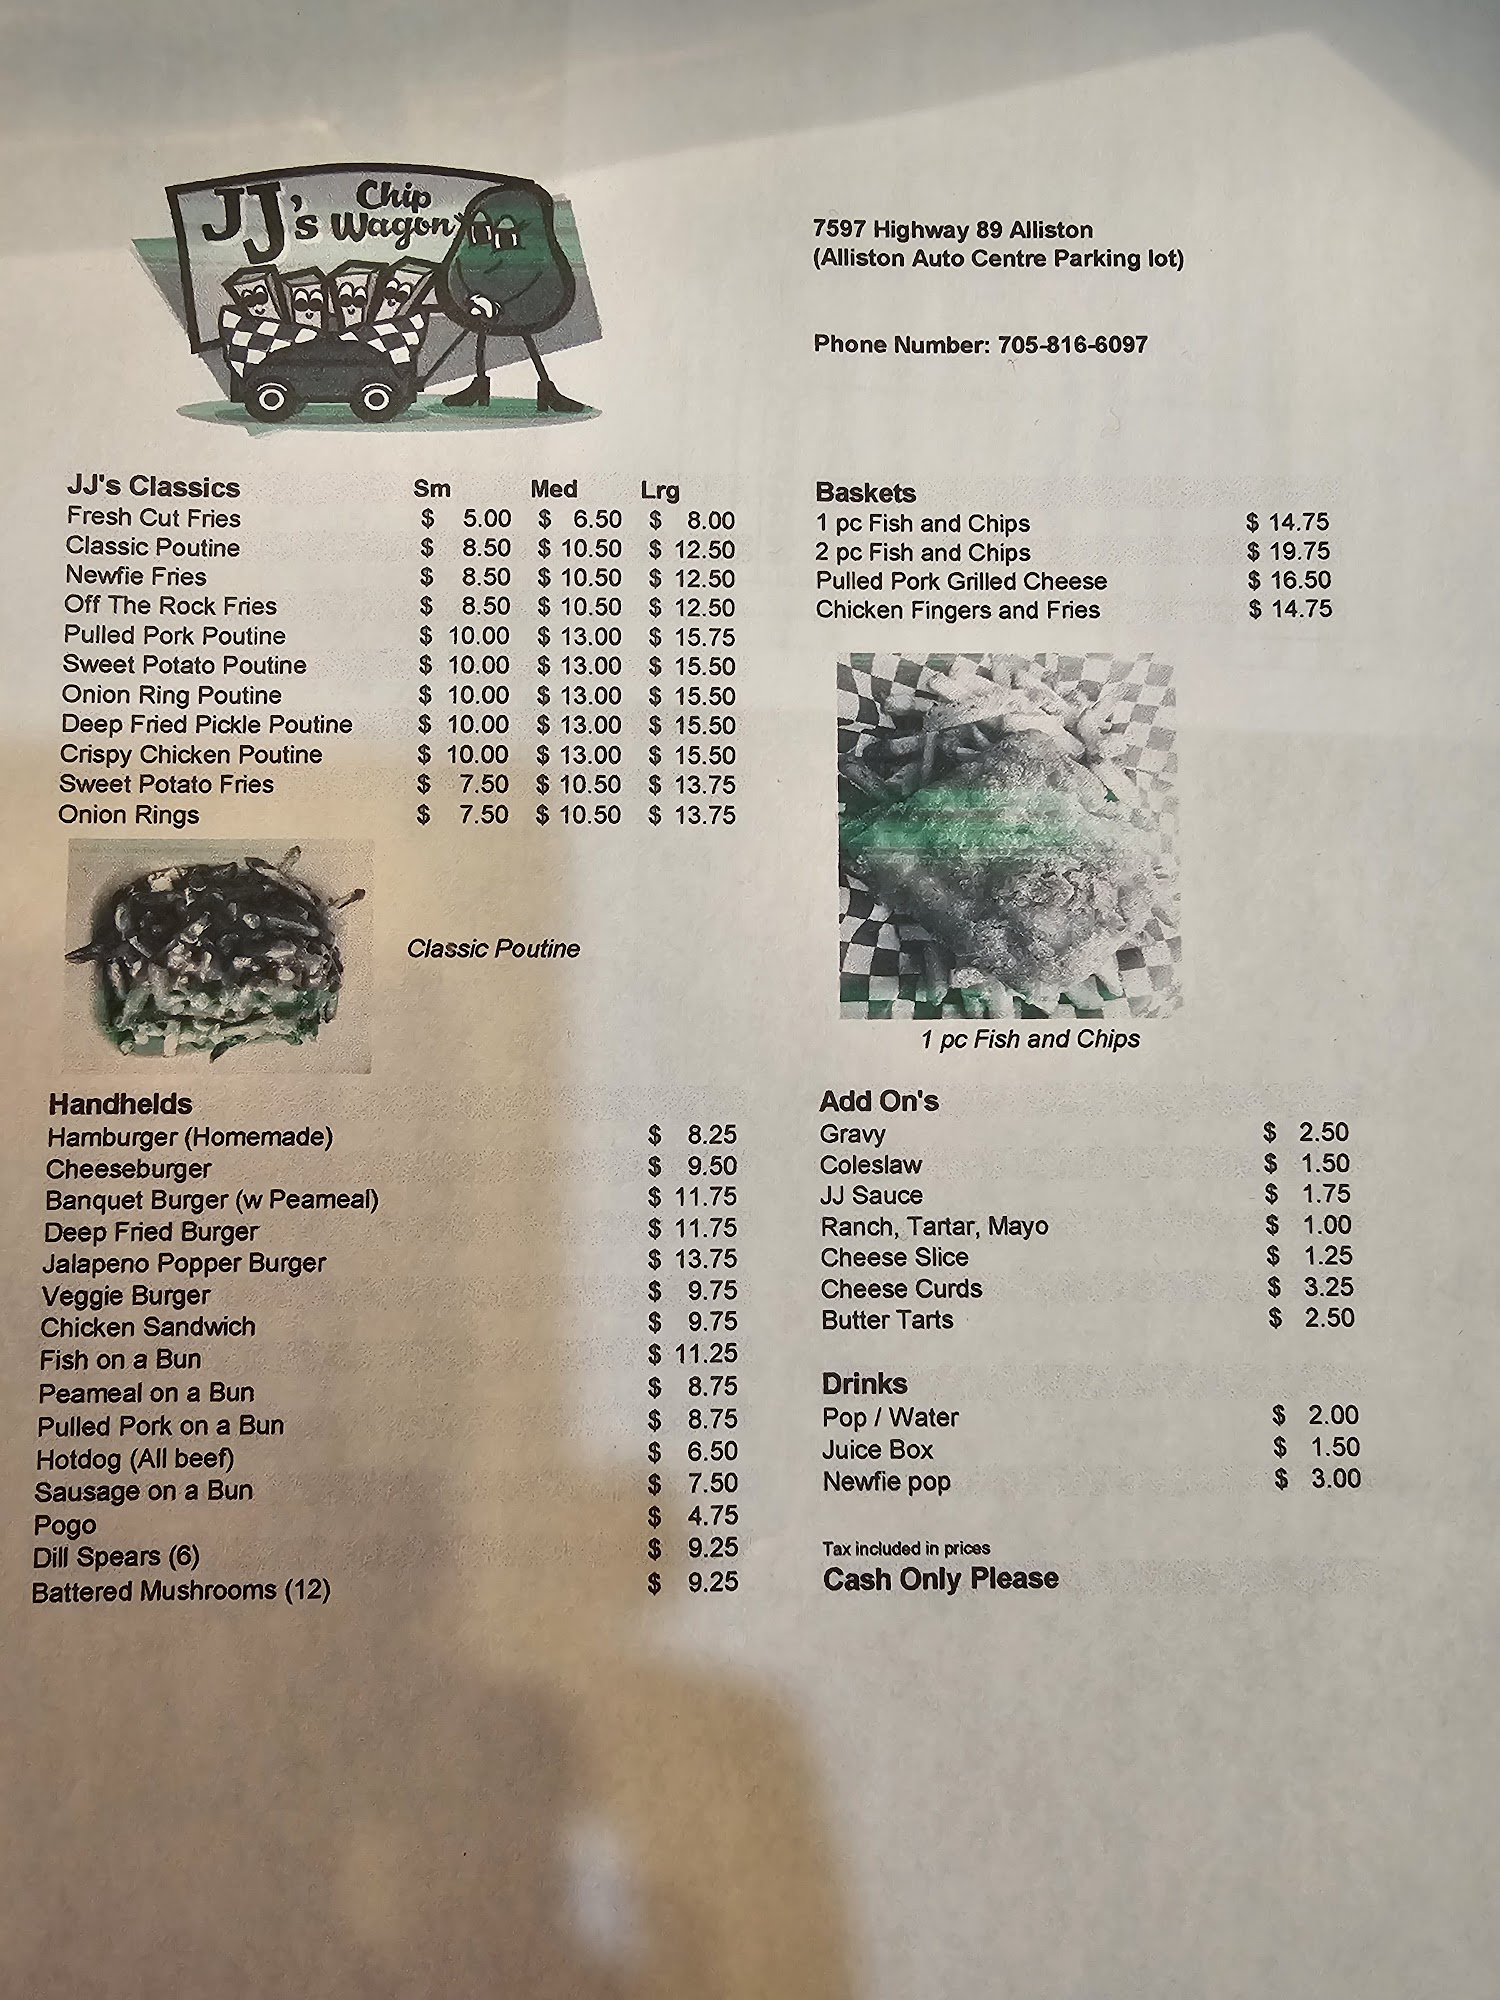 JJ's Chip Wagon
7597 Highway 89 Alliston
(Alliston Auto Centre Parking lot)
Phone Number: 705-816-6097
JJ's Classics Sm Med Lrg
Fresh Cut Fries $ 5.00 $ 6.50 $ 8.00
Classic Poutine $ 8.50 $ 10.50 $ 12.50
Newfie Fries $ 8.50 $ 10.50 $ 12.50
Off The Rock Fries $ 8.50 $ 10.50 $ 12.50
Pulled Pork Poutine $ 10.00 $ 13.00 $ 15.75
Sweet Potato Poutine $ 10.00 $ 13.00 $ 15.50
Onion Ring Poutine $ 10.00 $ 13.00 $ 15.50
Deep Fried Pickle Poutine $ 10.00 $ 13.00 $ 15.50
Crispy Chicken Poutine $ 10.00 $ 13.00 $ 15.50
Sweet Potato Fries $ 7.50 $ 10.50 $ 13.75
Onion Rings $ 7.50 $ 10.50 $ 13.75
Classic Poutine
Baskets
1 pc Fish and Chips $ 14.75
2 pc Fish and Chips $ 19.75
Pulled Pork Grilled Cheese $ 16.50
Chicken Fingers and Fries $ 14.75
1 pc Fish and Chips
Handhelds
Hamburger (Homemade) $ 8.25
Cheeseburger $ 9.50
Banquet Burger (w Peameal) $ 11.75
Deep Fried Burger $ 11.75
Jalapeno Popper Burger $ 13.75
Veggie Burger $ 9.75
Chicken Sandwich $ 9.75
Fish on a Bun $ 11.25
Peameal on a Bun $ 8.75
Pulled Pork on a Bun $ 8.75
Hotdog (All beef) $ 6.50
Sausage on a Bun $ 7.50
Pogo $ 4.75
Dill Spears (6) $ 9.25
Battered Mushrooms (12) $ 9.25
Add On's
Gravy $ 2.50
Coleslaw $ 1.50
JJ Sauce $ 1.75
Ranch, Tartar, Mayo $ 1.00
Cheese Slice $ 1.25
Cheese Curds $ 3.25
Butter Tarts $ 2.50
Drinks
Pop / Water $ 2.00
Juice Box $ 1.50
Newfie pop $ 3.00
Tax included in prices
Cash Only Please